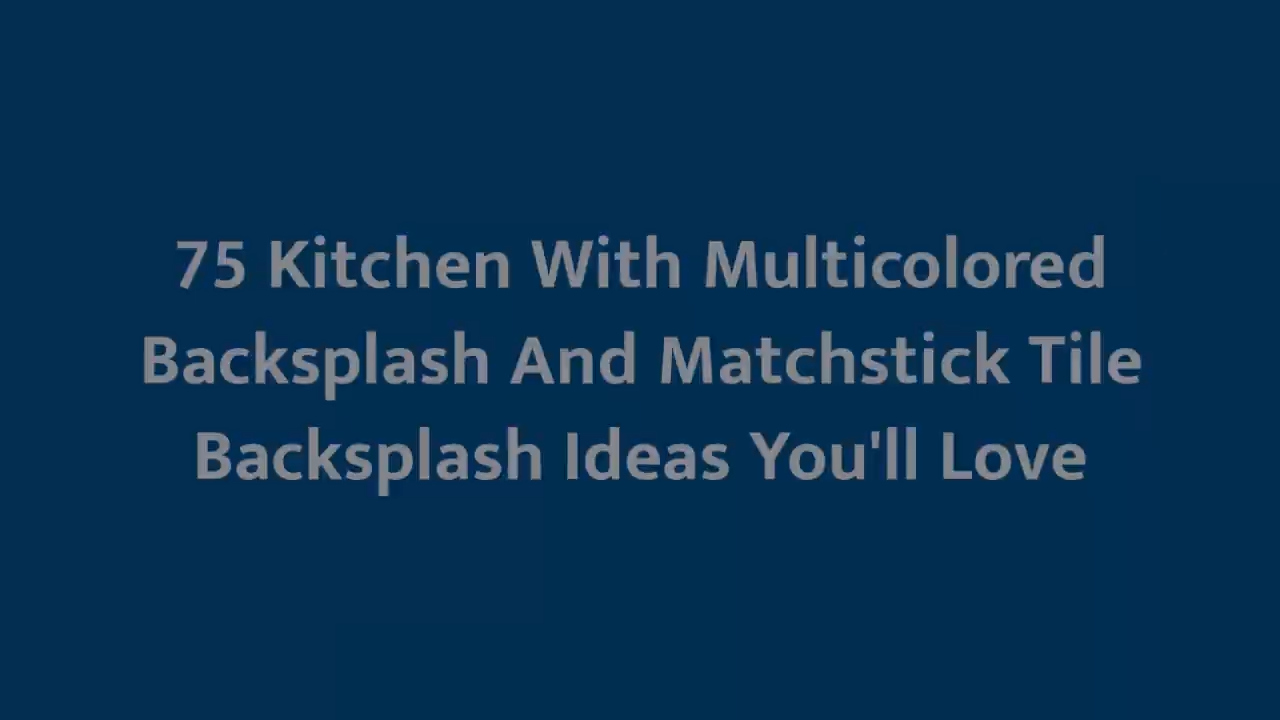 75 Kitchen With Multicolored
Backsplash And Matchstick Tile
Backsplash Ideas You'll Love